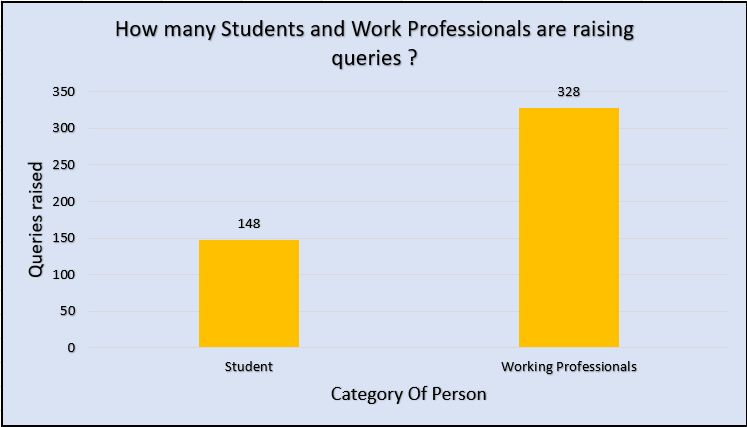 How many Students and Work Professionals are raising
queries ?
350
300
250
200
150
100
50
0
Queries raised
148
328
Student
Working Professionals
Category Of Person